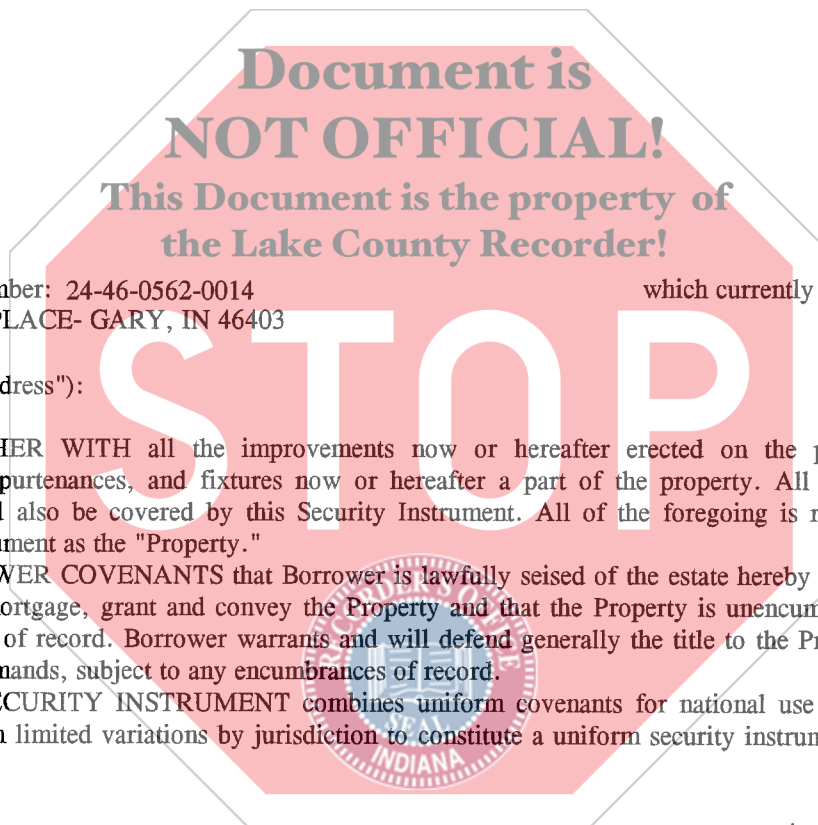 Document is
NOT OFFICIAL!
This Document is the property of
the Lake County Recorder!
nber: 24-46-0562-0014 which currently
PLACE- GARY, IN 46403
dress"):
HER WITH all the improvements now or hereafter erected on the
purtenances, and fixtures now or hereafter a part of the property. All
l also be covered by this Security Instrument. All of the foregoing is r
ument as the "Property."
WER COVENANTS that Borrower is lawfully seised of the estate hereby
ortgage, grant and convey the Property and that the Property is unencum
of record. Borrower warrants and will defend generally the title to the Pr
mands, subject to any encumbrances of record.
ECURITY INSTRUMENT combines uniform covenants for national use
n limited variations by jurisdiction to constitute a uniform security instrum
STOP
RECORDER'S OFFICE
SEAL
INDIANA